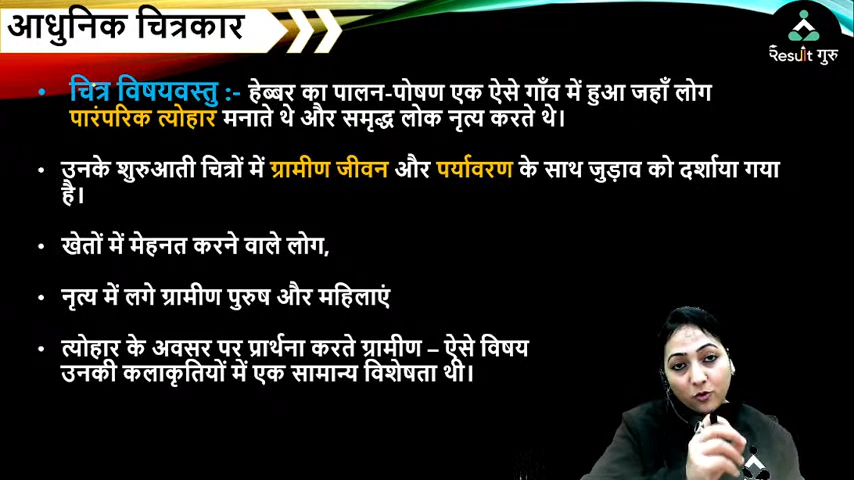 आधुनिक चित्रकार
Result गुरु
• चित्र विषयवस्तु :- हेब्बर का पालन-पोषण एक ऐसे गाँव में हुआ जहाँ लोग
पारंपरिक त्योहार मनाते थे और समृद्ध लोक नृत्य करते थे।
• उनके शुरुआती चित्रों में ग्रामीण जीवन और पर्यावरण के साथ जुड़ाव को दर्शाया गया
है।
• खेतों में मेहनत करने वाले लोग,
• नृत्य में लगे ग्रामीण पुरुष और महिलाएं
• त्योहार के अवसर पर प्रार्थना करते ग्रामीण – ऐसे विषय
उनकी कलाकृतियों में एक सामान्य विशेषता थी।